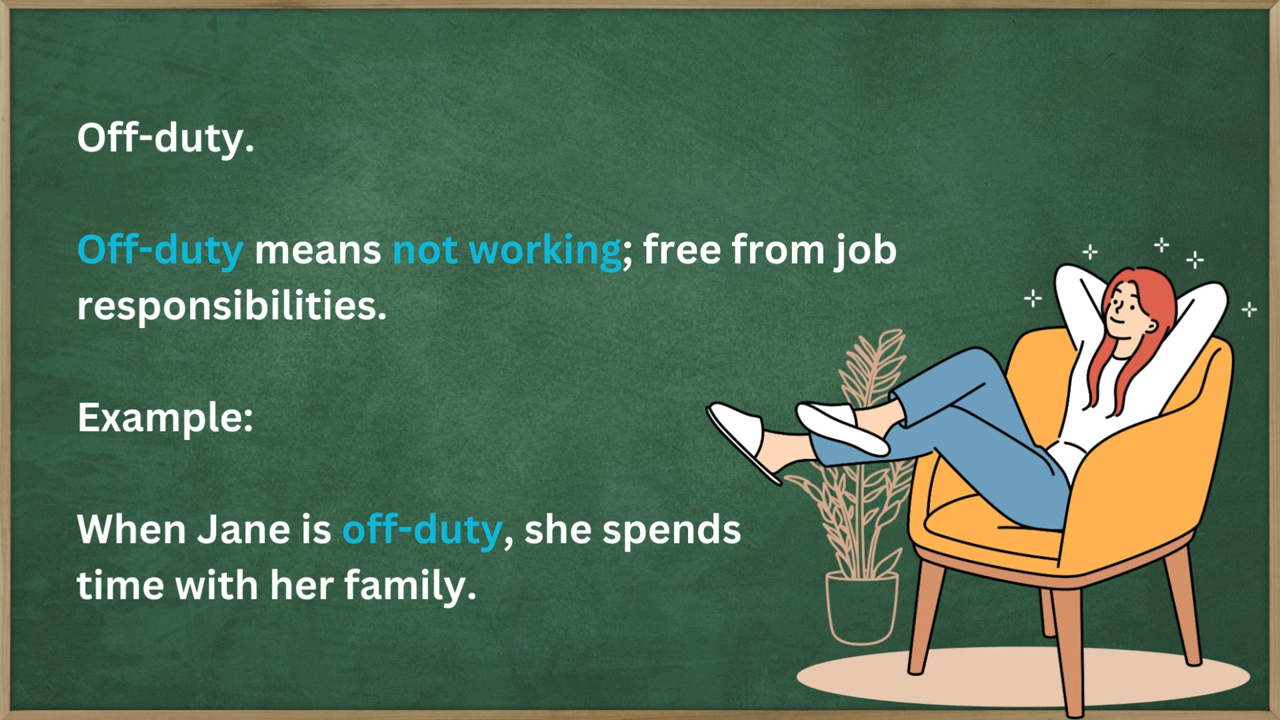 Off-duty.
Off-duty means not working; free from job
responsibilities.
Example:
When Jane is off-duty, she spends
time with her family.